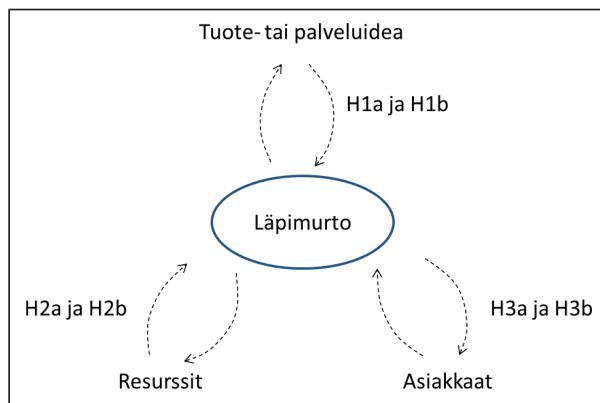 Tuote- tai palveluidea
H1a ja H1b
Läpimurto
H2a ja H2b
H3a ja H3b
Resurssit
Asiakkaat